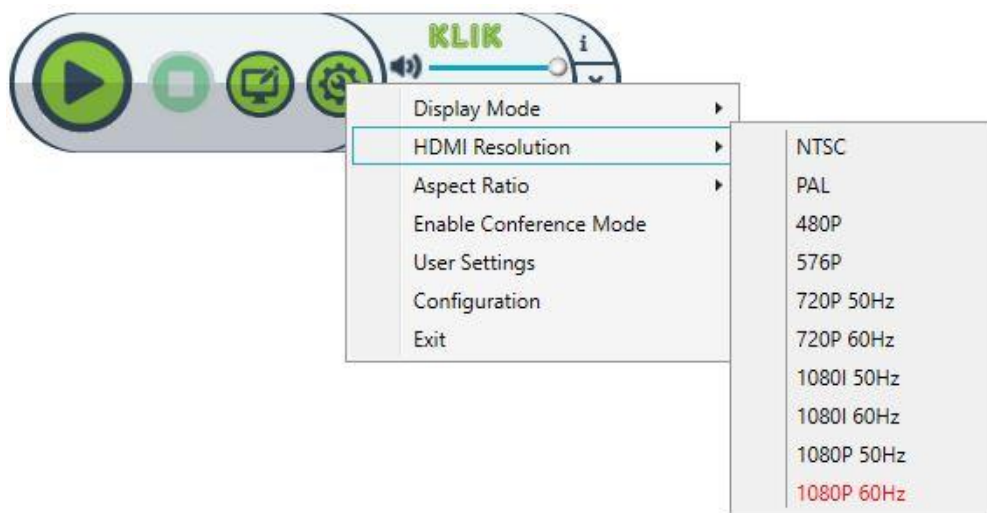 KLIK
i
Display Mode
HDMI Resolution
Aspect Ratio
Enable Conference Mode
User Settings
Configuration
Exit
NTSC
PAL
480P
576P
720P 50Hz
720P 60Hz
1080I 50Hz
1080I 60Hz
1080P 50Hz
1080P 60Hz